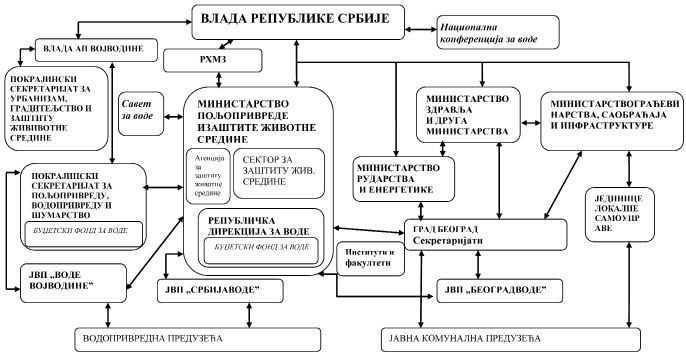 ВЛАДА РЕПУБЛИКЕ СРБИЈЕ
Национална
конференција за воде
ВЛАДА АП ВОЈВОДИНЕ
РХМЗ
ПОКРАЈИНСКИ
СЕКРЕТАРИЈАТ ЗА
УРБАНИЗАМ,
ГРАДИТЕЉСТВО И
ЗАШТИТУ
ЖИВИВОТНЕ
СРЕДИНЕ
Савет
за воде
МИНИСТАРСТВО
ПОЉОПРИВРЕДЕ
ИЗАШТИТЕ ЖИВОТНЕ
СРЕДИНЕ
Агенција
за
заштиту
животне
средине
СЕКТОР ЗА
ЗАШТИТУ ЖИВ.
СРЕДИНЕ
РЕПУБЛИЧКА
ДИРЕКЦИЈА ЗА ВОДЕ
БУЏЕТСКИ ФОНД ЗА ВОДЕ
МИНИСТАРСТВО
ЗДРАВЉА
И ДРУГА
МИНИСТАРСТВА
МИНИСТАРСТВОГРАЂЕВИ
НАРСТВА, САОБРАЋАЈА
И ИНФРАСТРУКТУРЕ
МИНИСТАРСТВО
РУДАРСТВА
И ЕНЕРГЕТИКЕ
ПОКРАЈИПСКИ
СЕКРЕТАРИЈАТ ЗА
ПОЉОПРИВРЕДУ,
ВОДОПРИВРЕДУ И
ШУМАРСТВО
БУЏЕТСКИ ФОНД ЗА ВОДЕ
ЈЕДИНИЦЕ
ЛОКАЛПЕ
САМОУПР
АВЕ
ГРАД БЕОГРАД
Секретаријати
Институти и
факултети
ЈВП „ВОДЕ
ВОЈВОДИНЕ”
ЈВП „СРБИЈАВОДЕ”
ЈВП „БЕОГРАДВОДЕ”
ВОДОПРИВРЕДНА ПРЕДУЗЕЋА
ЈАВНА КОМУНАЛНА ПРЕДУЗЕЋА